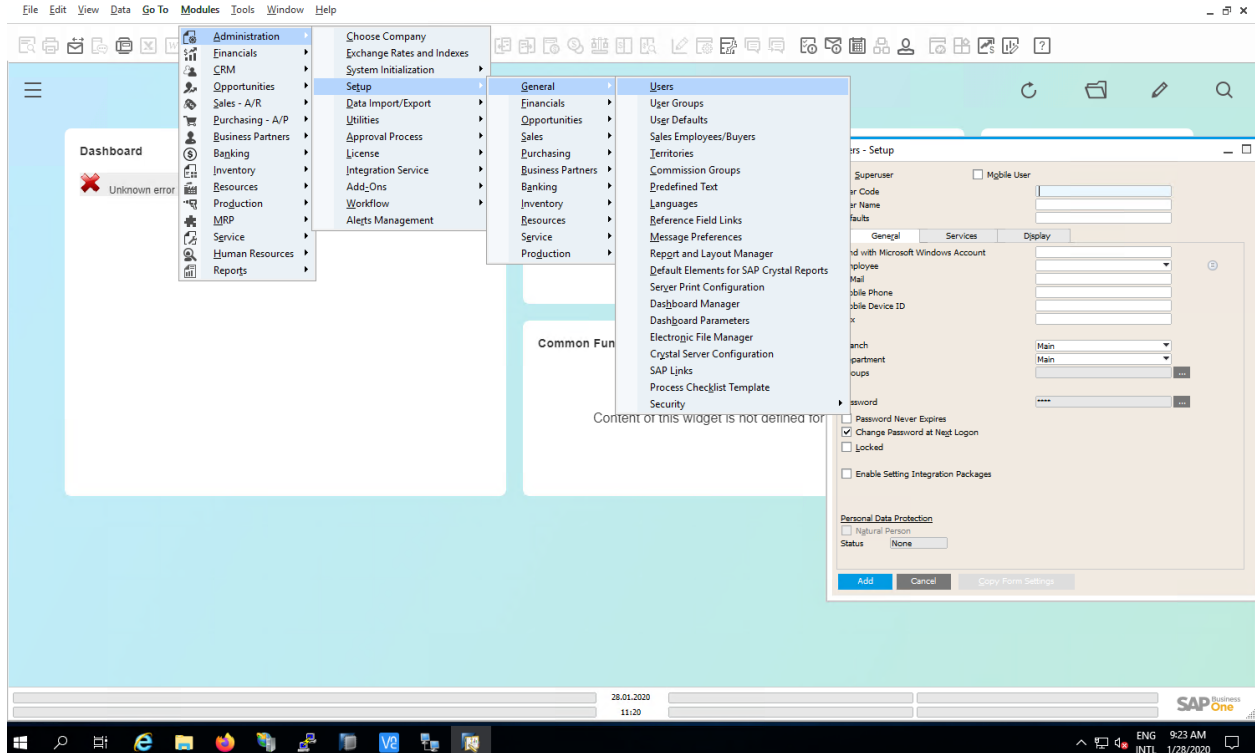 File Edit View Data Go To Modules Tools Window Help
Administration
Financials
CRM
Opportunities
Sales - A/R
Purchasing - A/P
Business Partners
Banking
Inventory
Resources
Production
MRP
Service
Human Resources
Reports
Choose Company
Exchange Rates and Indexes
System Initialization
Setup
Data Import/Export
Utilities
Approval Process
License
Integration Service
Add-Ons
Workflow
Alerts Management
General
Financials
Opportunities
Sales
Purchasing
Business Partners
Banking
Inventory
Resources
Service
Production
Users
User Groups
User Defaults
Sales Employees/Buyers
Territories
Commission Groups
Predefined Text
Languages
Reference Field Links
Message Preferences
Report and Layout Manager
Default Elements for SAP Crystal Reports
Server Print Configuration
Dashboard Manager
Dashboard Parameters
Electronic File Manager
Crystal Server Configuration
SAP Links
Process Checklist Template
Security
Dashboard
Unknown error
Common Fun
Content of this widget is not defined for
ers - Setup
Superuser Mobile User
er Code
er Name
faults
General Services Display
nd with Microsoft Windows Account
mployee
Mail
obile Phone
obile Device ID
x
anch Main
partment Main
oups
ssword ****
Password Never Expires
Change Password at Next Logon
Locked
Enable Setting Integration Packages
Personal Data Protection
Natural Person
Status None
Add Cancel Copy Form Settings
28.01.2020
11:20
SAP Business One
ENG 9:23 AM
INTL 1/28/2020